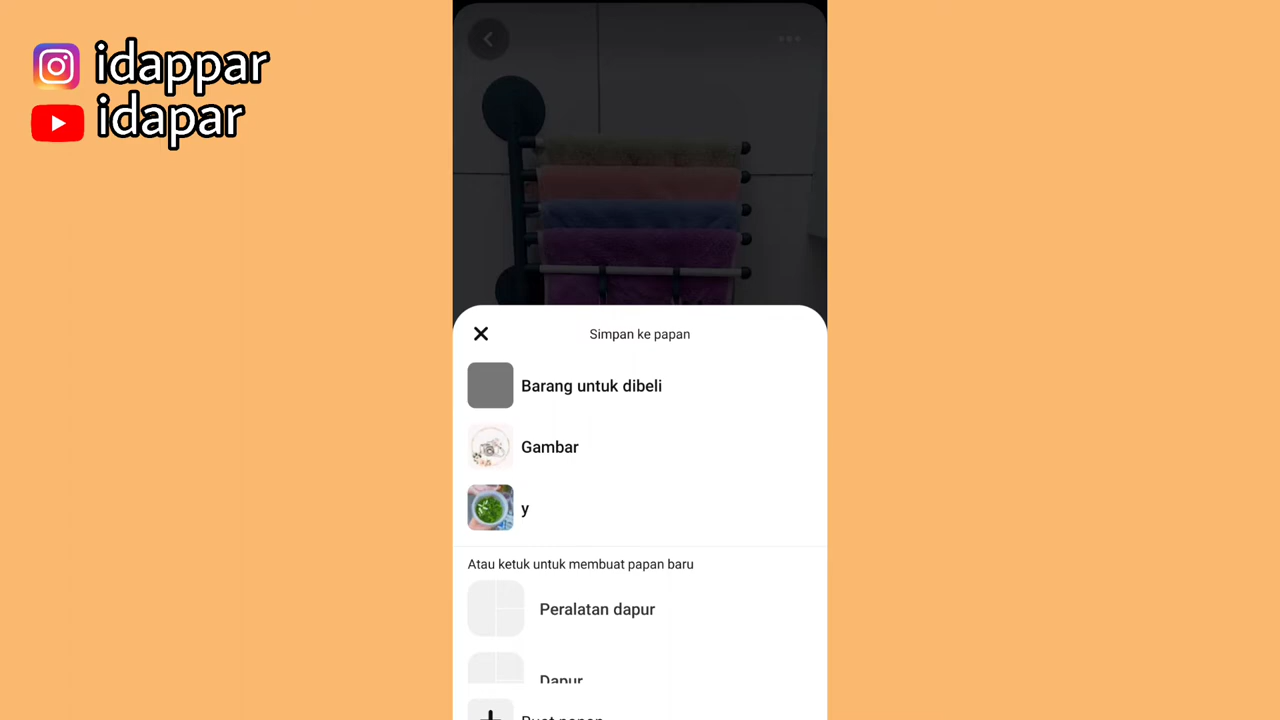 idappar
idapar
Simpan ke papan
Barang untuk dibeli
Gambar
y
Atau ketuk untuk membuat papan baru
Peralatan dapur
Dapur
Buat papan